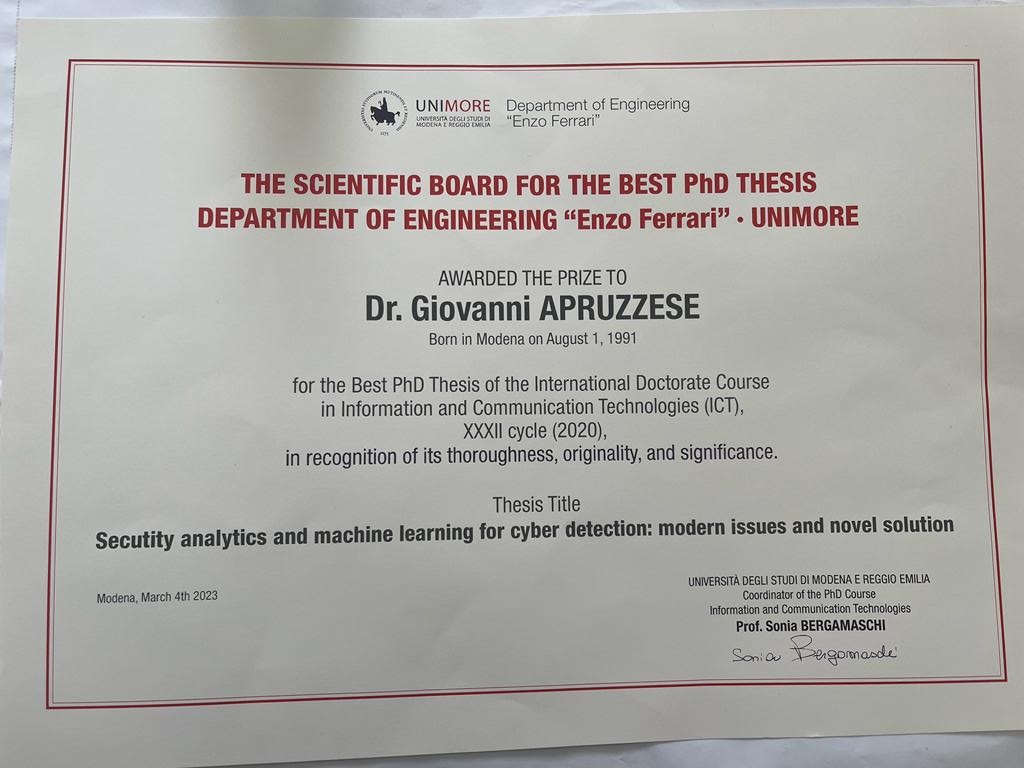 UNIMORE
UNIVERSITÀ DEGLI STUDI DI
MODENA E REGGIO EMILIA
1175
Department of Engineering
"Enzo Ferrari"
THE SCIENTIFIC BOARD FOR THE BEST PhD THESIS
DEPARTMENT OF ENGINEERING "Enzo Ferrari" · UNIMORE
AWARDED THE PRIZE TO
Dr. Giovanni APRUZZESE
Born in Modena on August 1, 1991
for the Best PhD Thesis of the International Doctorate Course
in Information and Communication Technologies (ICT),
XXXII cycle (2020),
in recognition of its thoroughness, originality, and significance.
Thesis Title
Secutity analytics and machine learning for cyber detection: modern issues and novel solution
Modena, March 4th 2023
UNIVERSITÀ DEGLI STUDI DI MODENA E REGGIO EMILIA
Coordinator of the PhD Course
Information and Communication Technologies
Prof. Sonia BERGAMASCHI
Sonia Bergamaschi